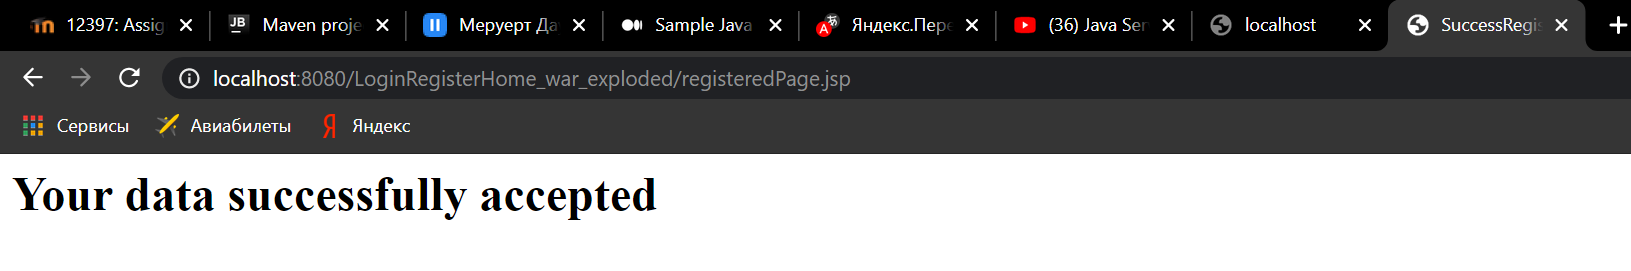 12397: Assig
JB Maven proje
Меруерт Да
Sample Java
Яндекс.Пере
(36) Java Ser
localhost
SuccessRegis
localhost:8080/LoginRegisterHome_war_exploded/registeredPage.jsp
Сервисы Авиабилеты Я Яндекс
Your data successfully accepted